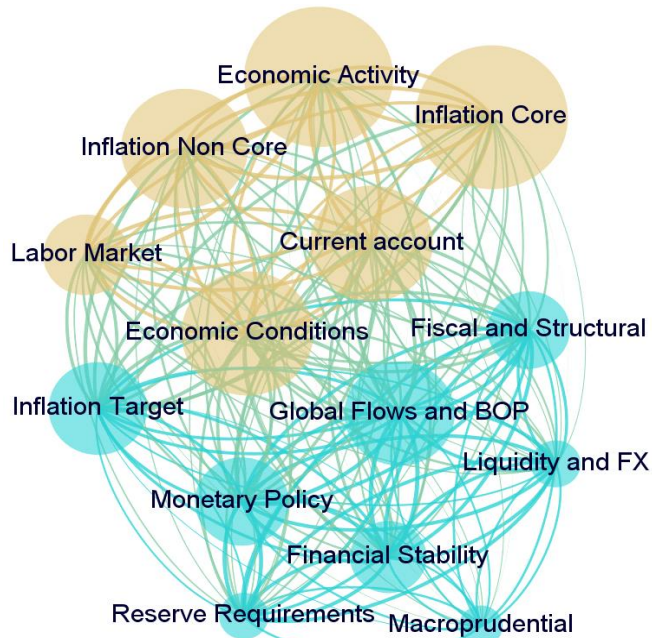 Economic Activity
Inflation Core
Inflation Non Core
Labor Market
Current account
Economic Conditions
Fiscal and Structural
Inflation Target
Global Flows and BOP
Liquidity and FX
Monetary Policy
Financial Stability
Reserve Requirements
Macroprudential